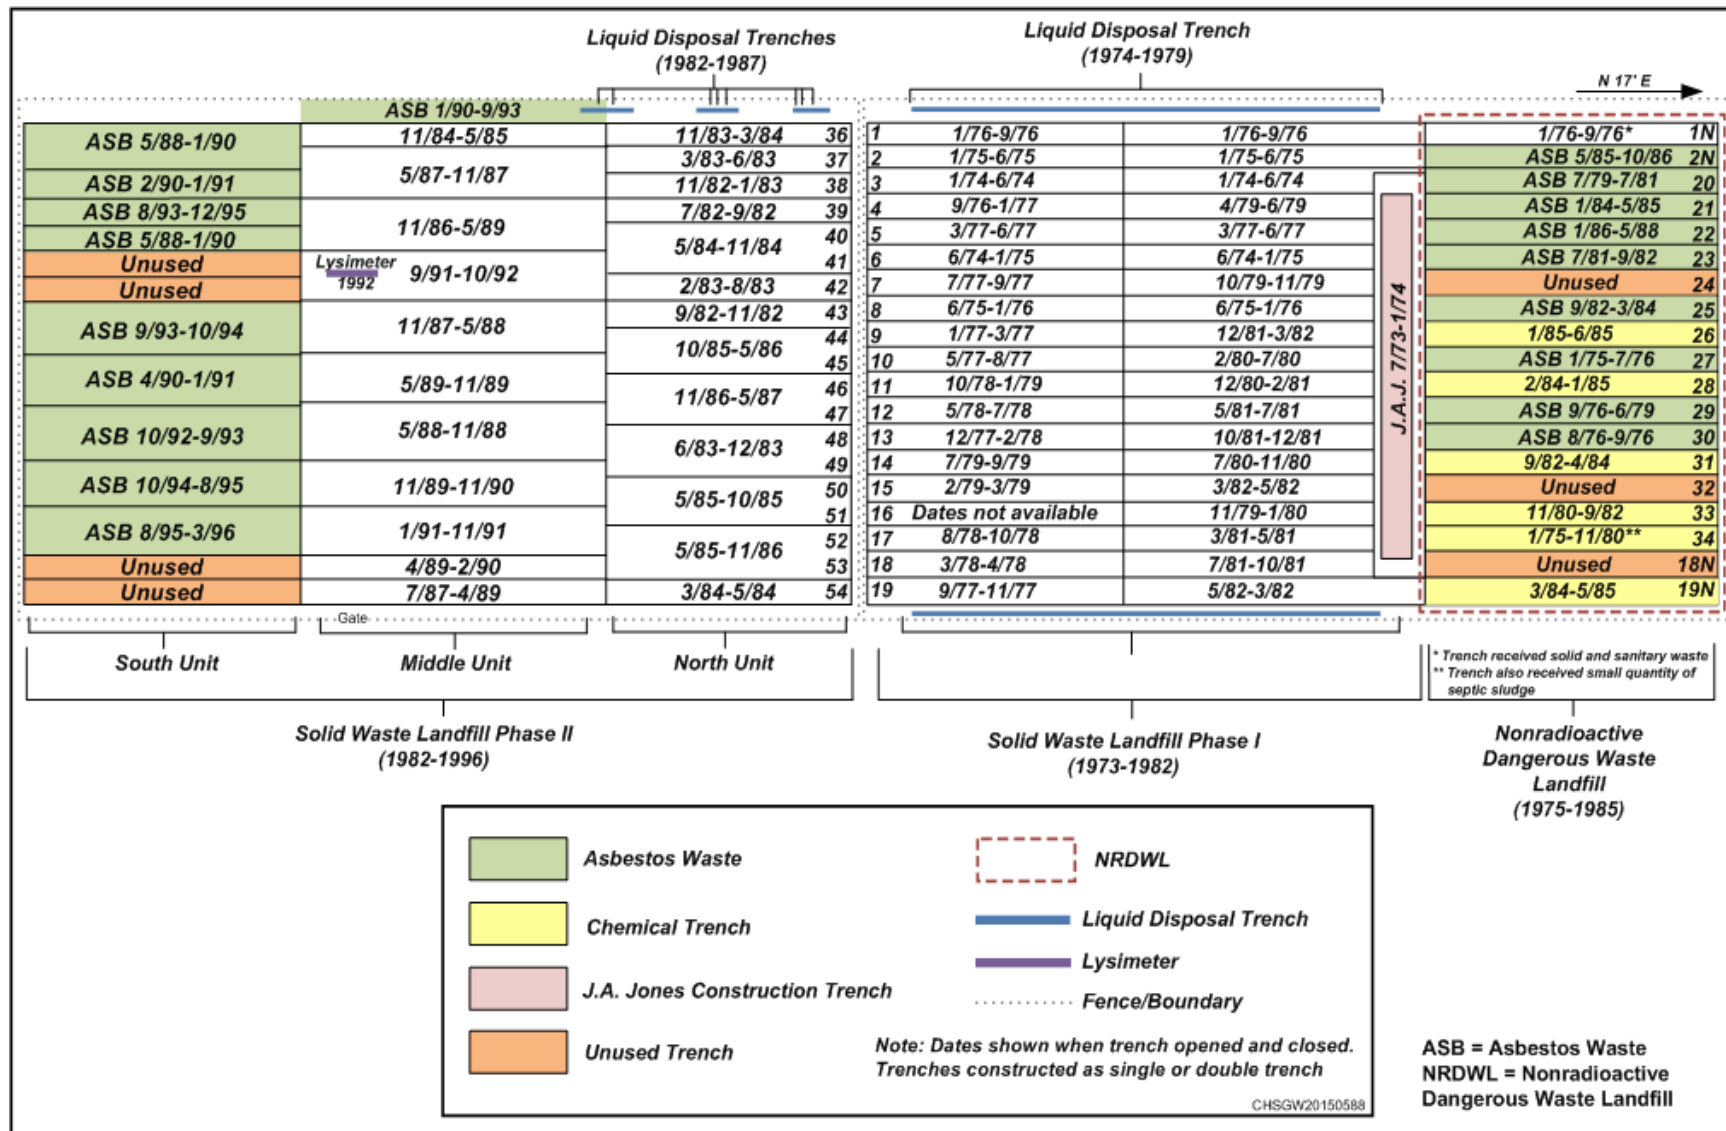 Liquid Disposal Trenches
(1982-1987)
Liquid Disposal Trench
(1974-1979)
N 17' E
ASB 1/90-9/93
ASB 5/88-1/90
ASB 2/90-1/91
ASB 8/93-12/95
ASB 5/88-1/90
Unused
Unused
ASB 9/93-10/94
ASB 4/90-1/91
ASB 10/92-9/93
ASB 10/94-8/95
ASB 8/95-3/96
Unused
Unused
11/84-5/85
5/87-11/87
11/86-5/89
Lysimeter
1992
9/91-10/92
11/87-5/88
5/89-11/89
5/88-11/88
11/89-11/90
1/91-11/91
4/89-2/90
7/87-4/89
Gate
11/83-3/84 36
3/83-6/83 37
11/82-1/83 38
7/82-9/82 39
5/84-11/84 40
41
2/83-8/83 42
9/82-11/82 43
10/85-5/86 44
45
11/86-5/87 46
47
6/83-12/83 48
49
5/85-10/85 50
51
5/85-11/86 52
53
3/84-5/84 54
1 1/76-9/76 1/76-9/76
2 1/75-6/75 1/75-6/75
3 1/74-6/74 1/74-6/74
4 9/76-1/77 4/79-6/79
5 3/77-6/77 3/77-6/77
6 6/74-1/75 6/74-1/75
7 7/77-9/77 10/79-11/79
8 6/75-1/76 6/75-1/76
9 1/77-3/77 12/81-3/82
10 5/77-8/77 2/80-7/80
11 10/78-1/79 12/80-2/81
12 5/78-7/78 5/81-7/81
13 12/77-2/78 10/81-12/81
14 7/79-9/79 7/80-11/80
15 2/79-3/79 3/82-5/82
16 Dates not available 11/79-1/80
17 8/78-10/78 3/81-5/81
18 3/78-4/78 7/81-10/81
19 9/77-11/77 5/82-3/82
J.A.J. 7/73-1/74
1/76-9/76* 1N
ASB 5/85-10/86 2N
ASB 7/79-7/81 20
ASB 1/84-5/85 21
ASB 1/86-5/88 22
ASB 7/81-9/82 23
Unused 24
ASB 9/82-3/84 25
1/85-6/85 26
ASB 1/75-7/76 27
2/84-1/85 28
ASB 9/76-6/79 29
ASB 8/76-9/76 30
9/82-4/84 31
Unused 32
11/80-9/82 33
1/75-11/80** 34
Unused 18N
3/84-5/85 19N
South Unit
Middle Unit
North Unit
* Trench received solid and sanitary waste
** Trench also received small quantity of
septic sludge
Solid Waste Landfill Phase II
(1982-1996)
Solid Waste Landfill Phase I
(1973-1982)
Nonradioactive
Dangerous Waste
Landfill
(1975-1985)
Asbestos Waste
Chemical Trench
J.A. Jones Construction Trench
Unused Trench
NRDWL
Liquid Disposal Trench
Lysimeter
Fence/Boundary
Note: Dates shown when trench opened and closed.
Trenches constructed as single or double trench
CHSGW20150588
ASB = Asbestos Waste
NRDWL = Nonradioactive
Dangerous Waste Landfill